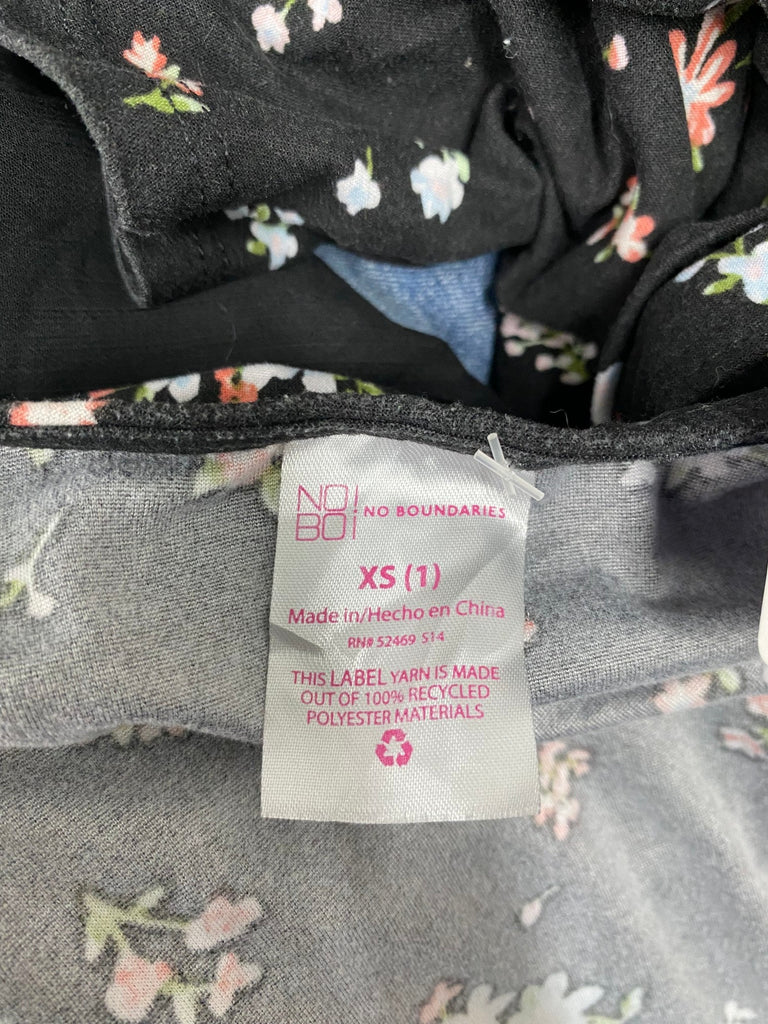 NO!
BO¡
NO BOUNDARIES
XS (1)
Made in/Hecho en China
RN# 52469 S14
THIS LABEL YARN IS MADE
OUT OF 100% RECYCLED
POLYESTER MATERIALS